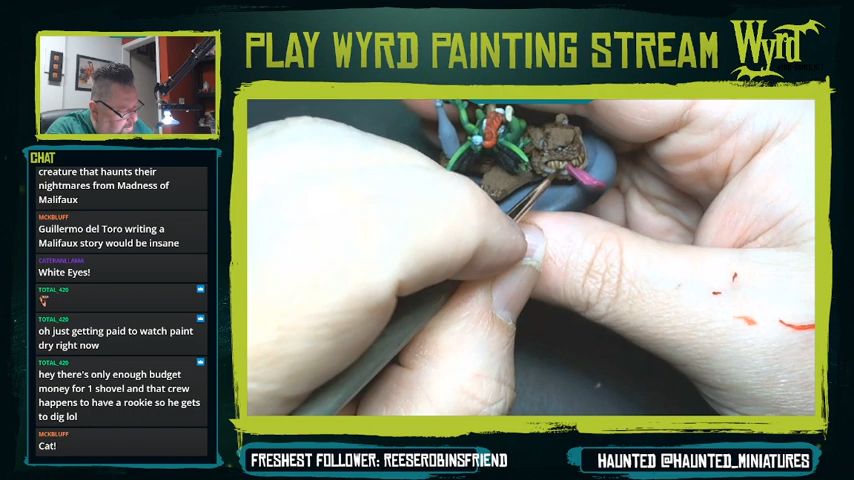 PLAY WYRD PAINTING STREAM
Wyrd
CHAT
creature that haunts their
nightmares from Madness of
Malifaux
MCKBLUFF
Guillermo del Toro writing a
Malifaux story would be insane
White Eyes!
TOTAL_420
TOTAL_420
oh just getting paid to watch paint
dry right now
TOTAL_420
hey there's only enough budget
money for 1 shovel and that crew
happens to have a rookie so he gets
to dig lol
MCKBLUFF
Cat!
FRESHEST FOLLOWER: REESEROBINSFRIEND
HAUNTED @HAUNTED_MINIATURES